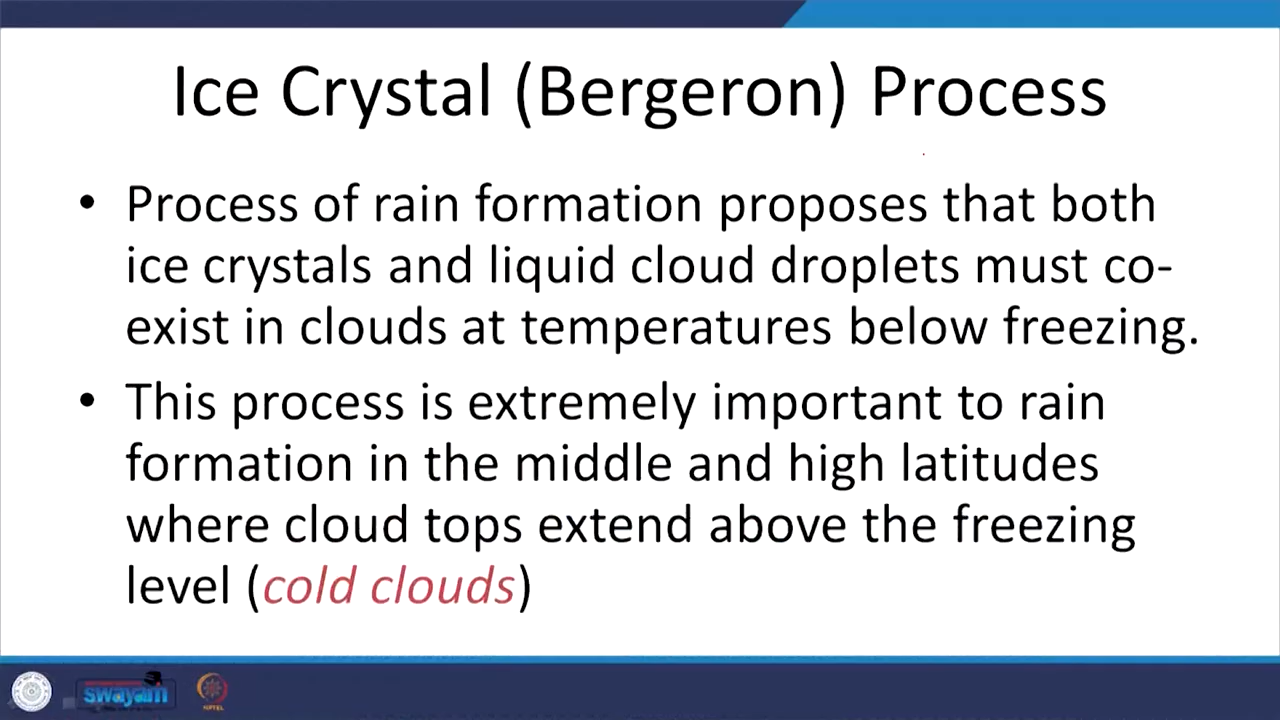 Ice Crystal (Bergeron) Process
• Process of rain formation proposes that both
ice crystals and liquid cloud droplets must co-
exist in clouds at temperatures below freezing.
• This process is extremely important to rain
formation in the middle and high latitudes
where cloud tops extend above the freezing
level (cold clouds)
swayam
NPTEL